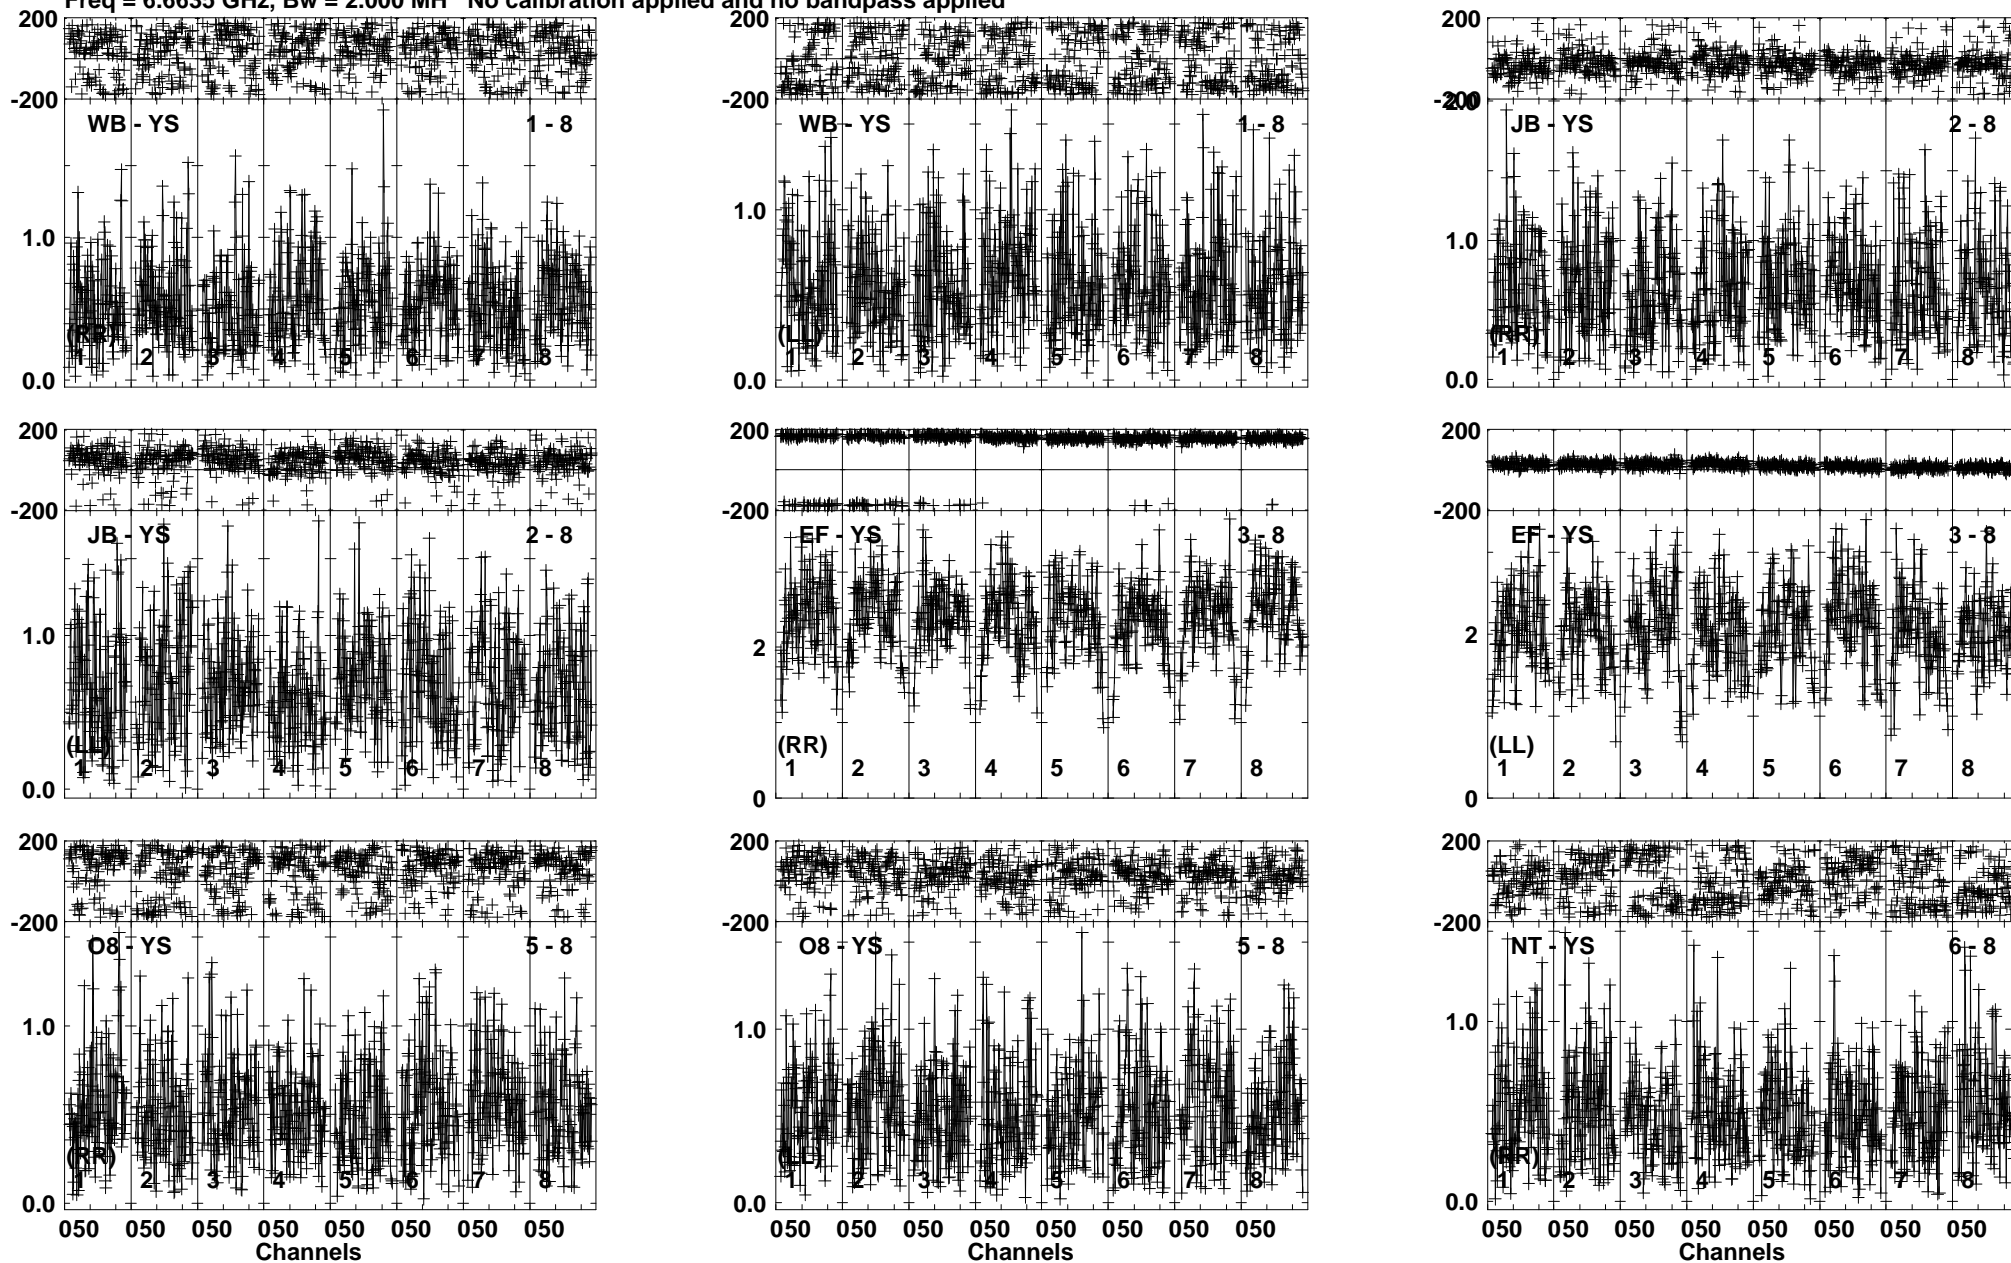 Freq = 6.6635 GHz, Bw = 2.000 MH No calibration applied and no bandpass applied
200 200 200
-200 -200 -200
2.0
WB - YS 1 - 8 WB - YS 1 - 8 JB - YS 2 - 8
1.0 1.0 1.0
(RR) (LL) (RR)
1 2 3 4 5 6 7 8 1 2 3 4 5 6 7 8 1 2 3 4 5 6 7 8
0.0 0.0 0.0
200 200 200
-200 -200 -200
JB - YS 2 - 8 EF - YS 3 - 8 EF - YS 3 - 8
1.0 2 2
(LL) (RR) (LL)
1 2 3 4 5 6 7 8 1 2 3 4 5 6 7 8 1 2 3 4 5 6 7 8
0.0 0 0
200 200 200
-200 -200 -200
O8 - YS 5 - 8 O8 - YS 5 - 8 NT - YS 6 - 8
1.0 1.0 1.0
(RR) (LL) (RR)
1 2 3 4 5 6 7 8 1 2 3 4 5 6 7 8 1 2 3 4 5 6 7 8
0.0 0.0 0.0
050 050 050 050 050 050 050 050 050 050 050 050 050 050 050 050 050 050 050 050 050 050 050 050
Channels Channels Channels